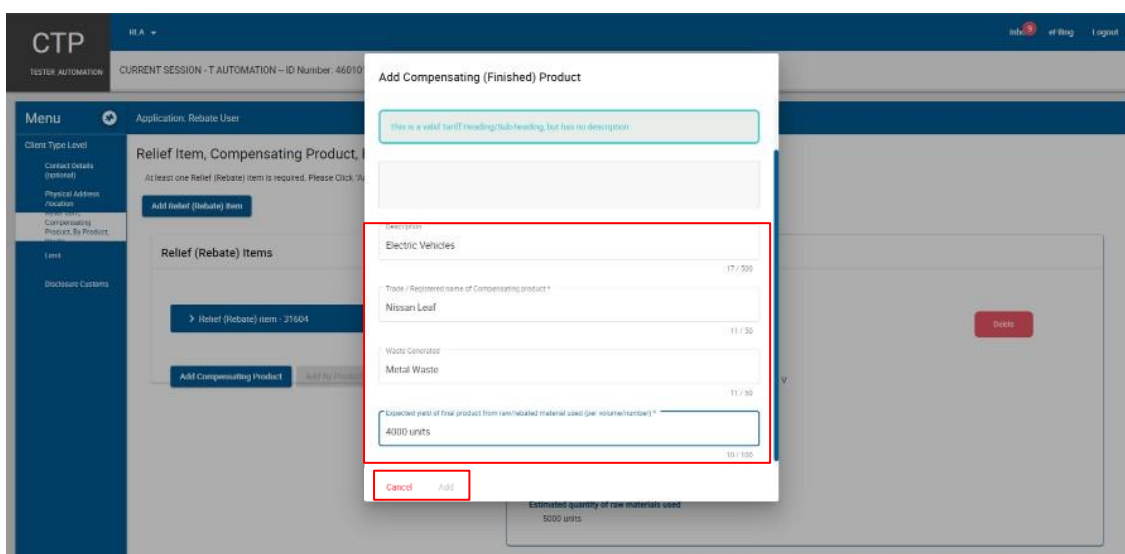 CTP
RLA
eFiling
Logout
TESTER AUTOMATION
CURRENT SESSION - T AUTOMATION – ID Number: 46010
Menu
Application: Rebate User
Client Type Level
Contact Details
(optional)
Physical Address
/location
Compensating
Product, By Product,
Limit
Disclosure Customs
Relief Item, Compensating Product,
At least one Relief (Rebate) item is required. Please Click
Add Relief (Rebate) Item
Relief (Rebate) Items
Relief (Rebate) item - 31604
Add Compensating Product
Add By Product
Delete
Add Compensating (Finished) Product
This is a valid Tariff Heading/Sub-heading, but has no description
Description
Electric Vehicles
17 / 500
Trade / Registered name of Compensating product *
Nissan Leaf
11 / 50
Waste Generated
Metal Waste
11 / 50
Expected yield of final product from raw/rebated material used (per volume/number) *
4000 units
10 / 100
Cancel
Add
Estimated quantity of raw materials used
5000 units